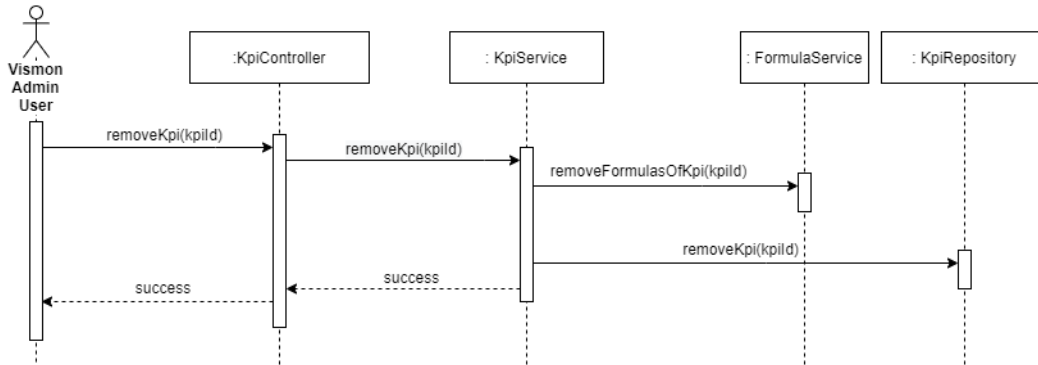 Vismon
Admin
User
:KpiController
: KpiService
: FormulaService
: KpiRepository
removeKpi(kpiId)
removeKpi(kpiId)
removeFormulasOfKpi(kpiId)
removeKpi(kpiId)
success
success